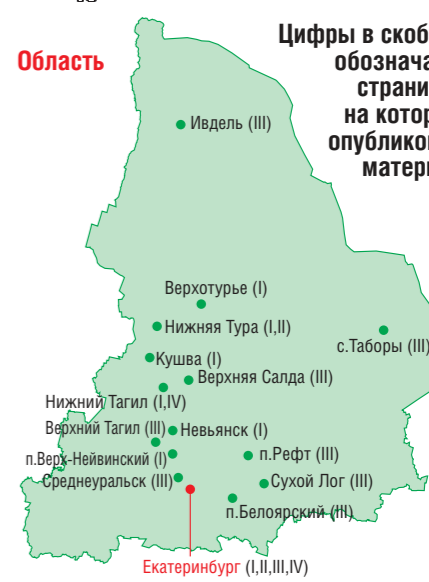 Область
Цифры в скоб
обознача
страни
на котор
опубликов
матери
Ивдель (III)
Верхотурье (I)
Нижняя Тура (I,II)
с.Таборы (III)
Кушва (I)
Верхняя Салда (III)
Нижний Тагил (I,IV)
Верхний Тагил (III)
Невьянск (I)
п.Верх-Нейвинский (I)
п.Рефт (III)
Среднеуральск (III)
Сухой Лог (III)
п.Белоярский (III)
Екатеринбург (I,II,III,IV)